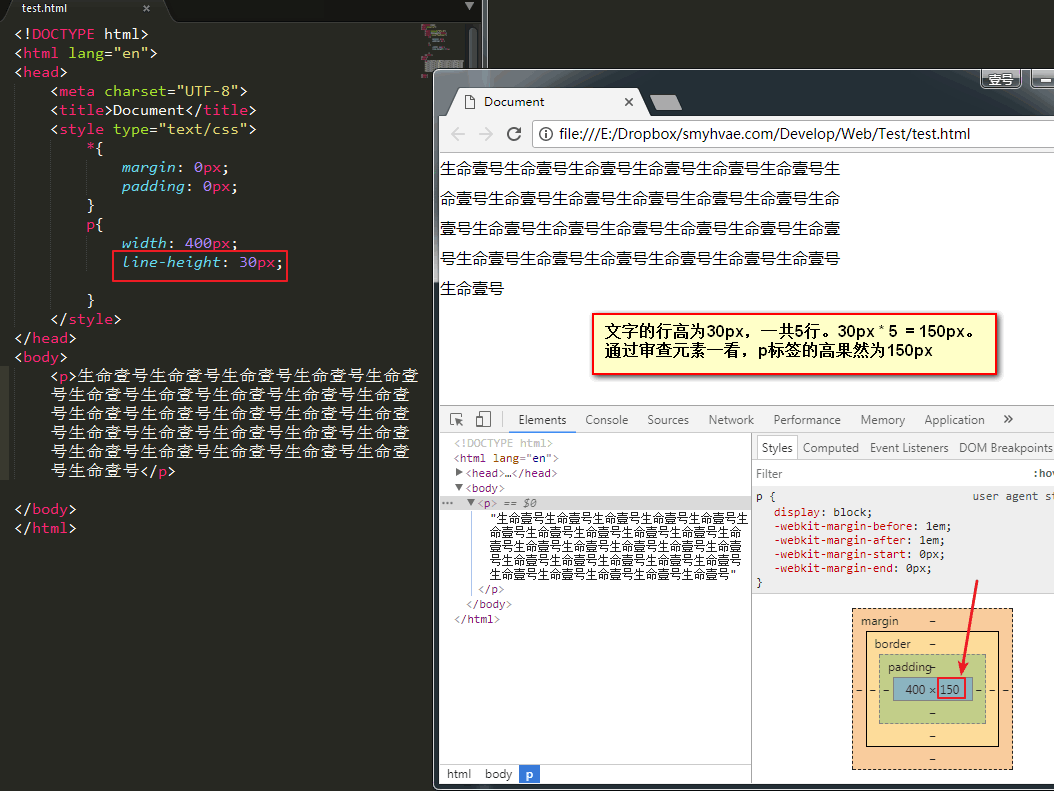 test.html ×
<!DOCTYPE html>
<html lang="en">
<head>
<meta charset="UTF-8">
<title>Document</title>
<style type="text/css">
*{
margin: 0px;
padding: 0px;
}
p{
width: 400px;
line-height: 30px;
}
</style>
</head>
<body>
<p>生命壹号生命壹号生命壹号生命壹号生命壹
号生命壹号生命壹号生命壹号生命壹号生命壹
号生命壹号生命壹号生命壹号生命壹号生命壹
号生命壹号生命壹号生命壹号生命壹号生命壹
号生命壹号生命壹号生命壹号生命壹号生命壹
号生命壹号</p>
</body>
</html>
壹号
Document ×
file:///E:/Dropbox/smyhvae.com/Develop/Web/Test/test.html
生命壹号生命壹号生命壹号生命壹号生命壹号生命壹号生
命壹号生命壹号生命壹号生命壹号生命壹号生命壹号生命
壹号生命壹号生命壹号生命壹号生命壹号生命壹号生命壹
号生命壹号生命壹号生命壹号生命壹号生命壹号生命壹号
生命壹号
文字的行高为30px，一共5行。30px * 5 = 150px。
通过审查元素一看，p标签的高果然为150px
Elements Console Sources Network Performance Memory Application »
<!DOCTYPE html>
<html lang="en">
<head>…</head>
<body>
… <p> == $0
"生命壹号生命壹号生命壹号生命壹号生命壹号生
命壹号生命壹号生命壹号生命壹号生命壹号生命
壹号生命壹号生命壹号生命壹号生命壹号生命壹
号生命壹号生命壹号生命壹号生命壹号生命壹号
生命壹号生命壹号生命壹号生命壹号生命壹号"
</p>
</body>
</html>
html body p
Styles Computed Event Listeners DOM Breakpoints
Filter :hov
p { user agent st
display: block;
-webkit-margin-before: 1em;
-webkit-margin-after: 1em;
-webkit-margin-start: 0px;
-webkit-margin-end: 0px;
}
margin –
border –
padding –
– – – 400 × 150 – – –
–
–
–